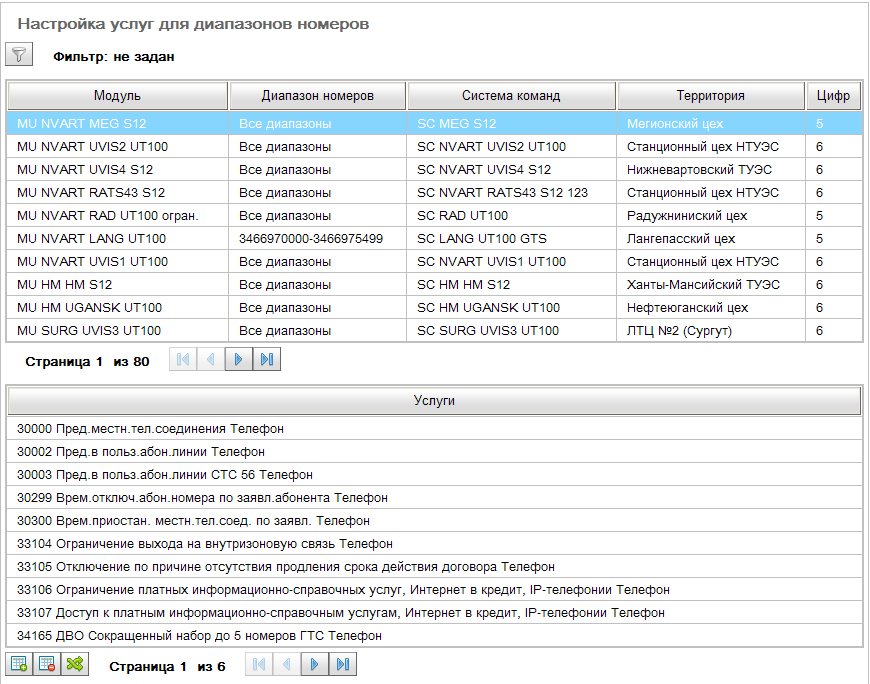 Настройка услуг для диапазонов номеров
Фильтр: не задан
Модуль Диапазон номеров Система команд Территория Цифр
MU NVART MEG S12 Все диапазоны SC MEG S12 Мегионский цех 5
MU NVART UVIS2 UT100 Все диапазоны SC NVART UVIS2 UT100 Станционный цех НТУЭС 6
MU NVART UVIS4 S12 Все диапазоны SC NVART UVIS4 S12 Нижневартовский ТУЭС 6
MU NVART RATS43 S12 Все диапазоны SC NVART RATS43 S12 123 Станционный цех НТУЭС 6
MU NVART RAD UT100 огран. Все диапазоны SC RAD UT100 Радужниниский цех 5
MU NVART LANG UT100 3466970000-3466975499 SC LANG UT100 GTS Лангепасский цех 5
MU NVART UVIS1 UT100 Все диапазоны SC NVART UVIS1 UT100 Станционный цех НТУЭС 6
MU HM HM S12 Все диапазоны SC HM HM S12 Ханты-Мансийский ТУЭС 6
MU HM UGANSK UT100 Все диапазоны SC HM UGANSK UT100 Нефтеюганский цех 6
MU SURG UVIS3 UT100 Все диапазоны SC SURG UVIS3 UT100 ЛТЦ №2 (Сургут) 6
Страница 1 из 80
Услуги
30000 Пред.местн.тел.соединения Телефон
30002 Пред.в польз.абон.линии Телефон
30003 Пред.в польз.абон.линии СТС 56 Телефон
30299 Врем.отключ.абон.номера по заявл.абонента Телефон
30300 Врем.приостан. местн.тел.соед. по заявл. Телефон
33104 Ограничение выхода на внутризоновую связь Телефон
33105 Отключение по причине отсутствия продления срока действия договора Телефон
33106 Ограничение платных информационно-справочных услуг, Интернет в кредит, IP-телефонии Телефон
33107 Доступ к платным информационно-справочным услугам, Интернет в кредит, IP-телефонии Телефон
34165 ДВО Сокращенный набор до 5 номеров ГТС Телефон
Страница 1 из 6